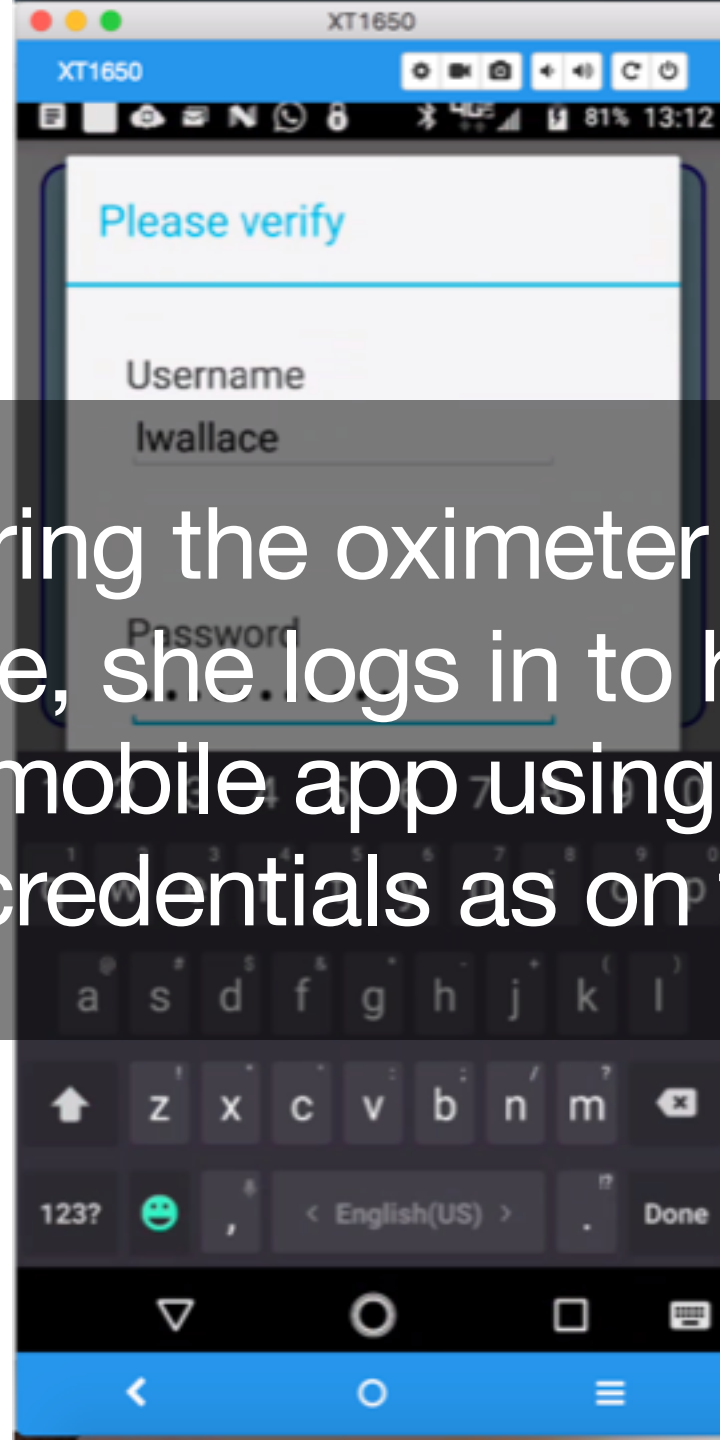 XT1650
XT1650
81% 13:12
Please verify
Username
lwallace
ring the oximeter
Password
e, she logs in to h
mobile app using
credentials as on
a s d f g h j k l
z x c v b n m
123? , < English(US) > . Done